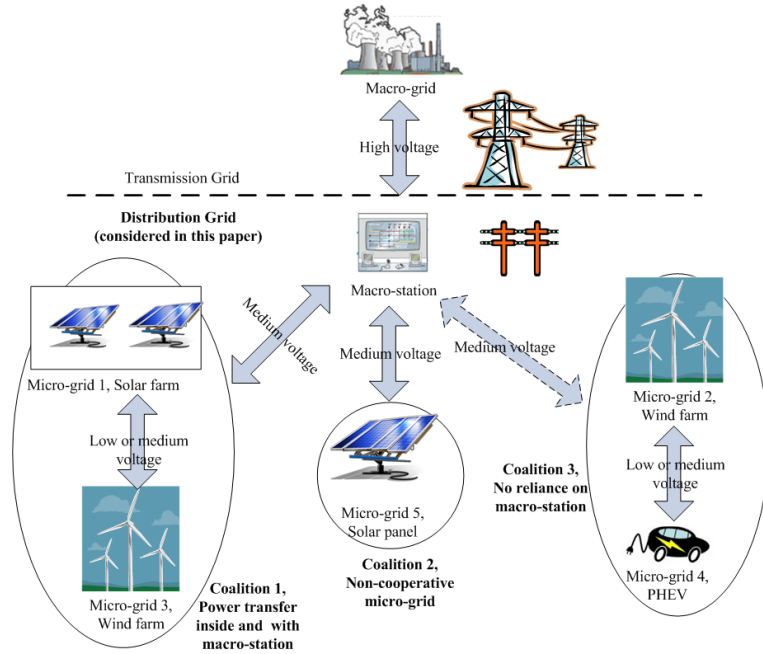 Macro-grid
High voltage
Transmission Grid
Distribution Grid
(considered in this paper)
Macro-station
Medium voltage
Medium voltage
Medium voltage
Micro-grid 1, Solar farm
Low or medium
voltage
Micro-grid 3,
Wind farm
Coalition 1,
Power transfer
inside and with
macro-station
Micro-grid 5,
Solar panel
Coalition 2,
Non-cooperative
micro-grid
Coalition 3,
No reliance on
macro-station
Micro-grid 2,
Wind farm
Low or medium
voltage
Micro-grid 4,
PHEV